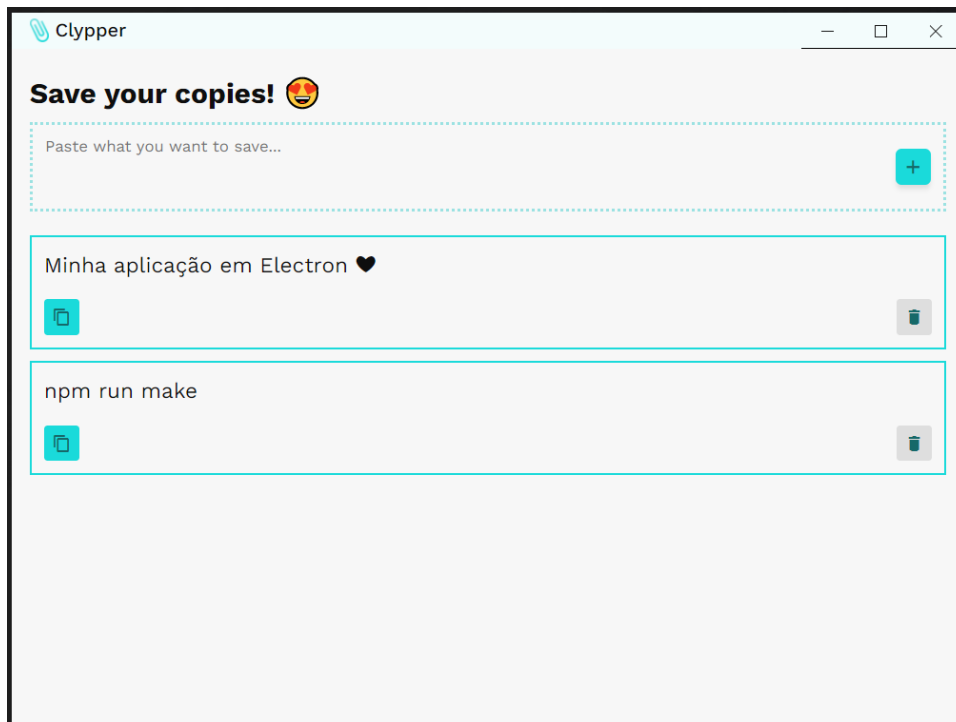 Clypper
Save your copies! 😍
Paste what you want to save...
Minha aplicação em Electron ♥
npm run make